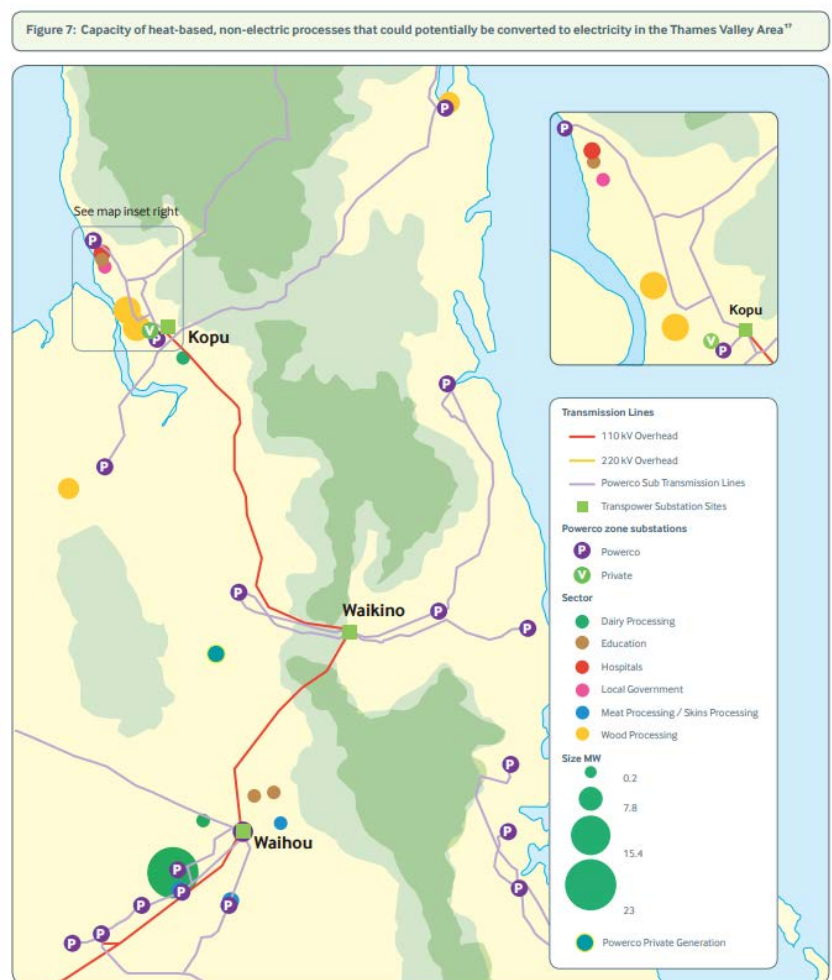 Figure 7: Capacity of heat-based, non-electric processes that could potentially be converted to electricity in the Thames Valley Area¹⁷
See map inset right
P
P
V
P
Kopu
P
P
P
Waikino
P
P
P
Waihou
P
P
P
P
P
P
P
P
P
P
Kopu
V
P
Transmission Lines
110 kV Overhead
220 kV Overhead
Powerco Sub Transmission Lines
Transpower Substation Sites
Powerco zone substations
P Powerco
V Private
Sector
Dairy Processing
Education
Hospitals
Local Government
Meat Processing / Skins Processing
Wood Processing
Size MW
0.2
7.8
15.4
23
Powerco Private Generation